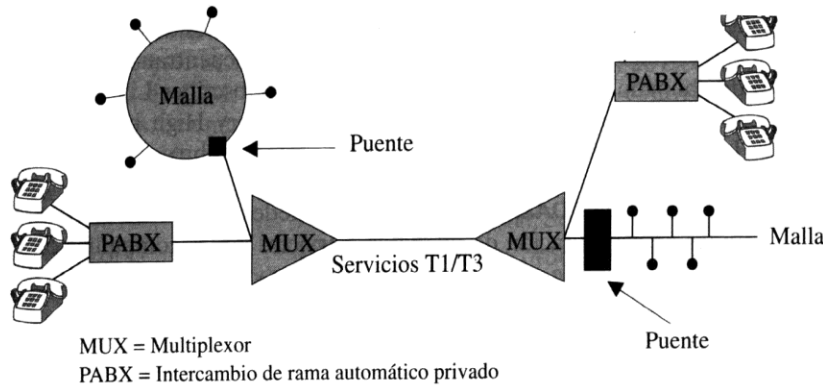 Malla
PABX
Puente
PABX
MUX
Servicios T1/T3
MUX
Malla
Puente
MUX = Multiplexor
PABX = Intercambio de rama automático privado